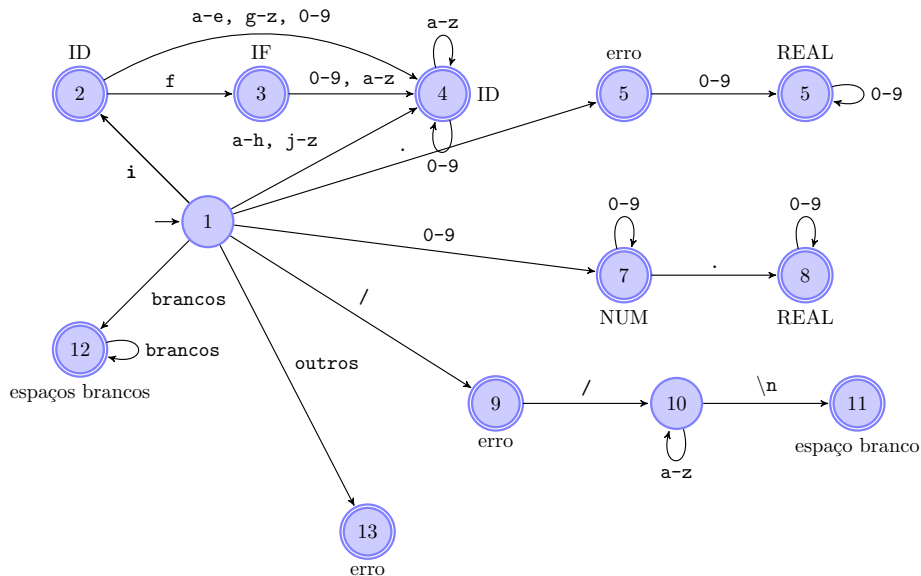 a-e, g-z, 0-9
a-z
ID
IF
erro
REAL
2
f
3
0-9, a-z
4
ID
5
0-9
5
0-9
a-h, j-z
.
0-9
i
1
0-9
0-9
0-9
7
.
8
NUM
REAL
brancos
/
12
brancos
espaços brancos
outros
9
/
10
\n
11
erro
espaço branco
a-z
13
erro